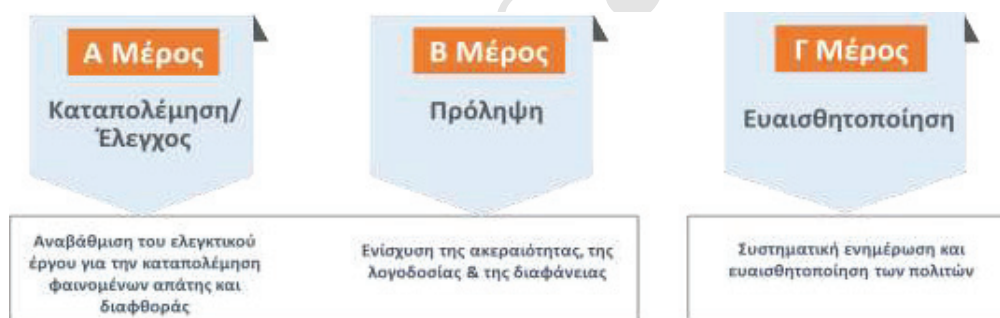 Α Μέρος
Καταπολέμηση/
Έλεγχος
Αναβάθμιση του ελεγκτικού
έργου για την καταπολέμηση
φαινομένων απάτης και
διαφθοράς
Β Μέρος
Πρόληψη
Ενίσχυση της ακεραιότητας, της
λογοδοσίας & της διαφάνειας
Γ Μέρος
Ευαισθητοποίηση
Συστηματική ενημέρωση και
ευαισθητοποίηση των πολιτών